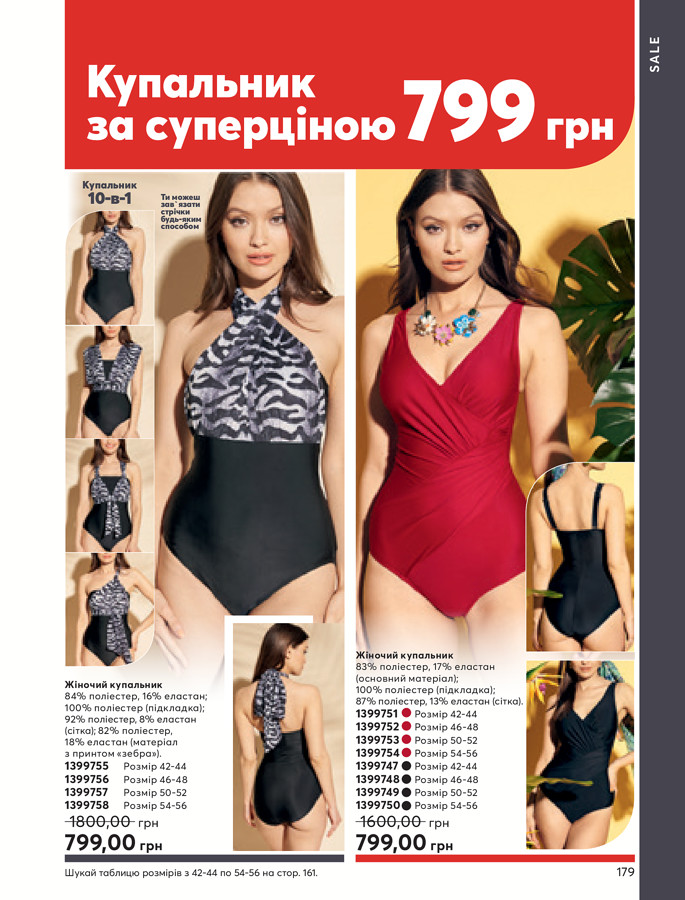 SALE
Купальник
за суперціною 799 грн
Купальник
10-в-1
Ти можеш
зав`язати
стрічки
будь-яким
способом
Жіночий купальник
84% поліестер, 16% еластан;
100% поліестер (підкладка);
92% поліестер, 8% еластан
(сітка); 82% поліестер,
18% еластан (матеріал
з принтом «зебра»).
1399755 Розмір 42-44
1399756 Розмір 46-48
1399757 Розмір 50-52
1399758 Розмір 54-56
1800,00 грн
799,00 грн
Жіночий купальник
83% поліестер, 17% еластан
(основний матеріал);
100% поліестер (підкладка);
87% поліестер, 13% еластан (сітка).
1399751 Розмір 42-44
1399752 Розмір 46-48
1399753 Розмір 50-52
1399754 Розмір 54-56
1399747 Розмір 42-44
1399748 Розмір 46-48
1399749 Розмір 50-52
1399750 Розмір 54-56
1600,00 грн
799,00 грн
Шукай таблицю розмірів з 42-44 по 54-56 на стор. 161.
179